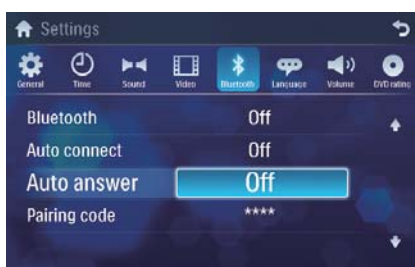 Settings
General Time Sound Video Bluetooth Language Volume DVD rating
Bluetooth Off
Auto connect Off
Auto answer Off
Pairing code ****